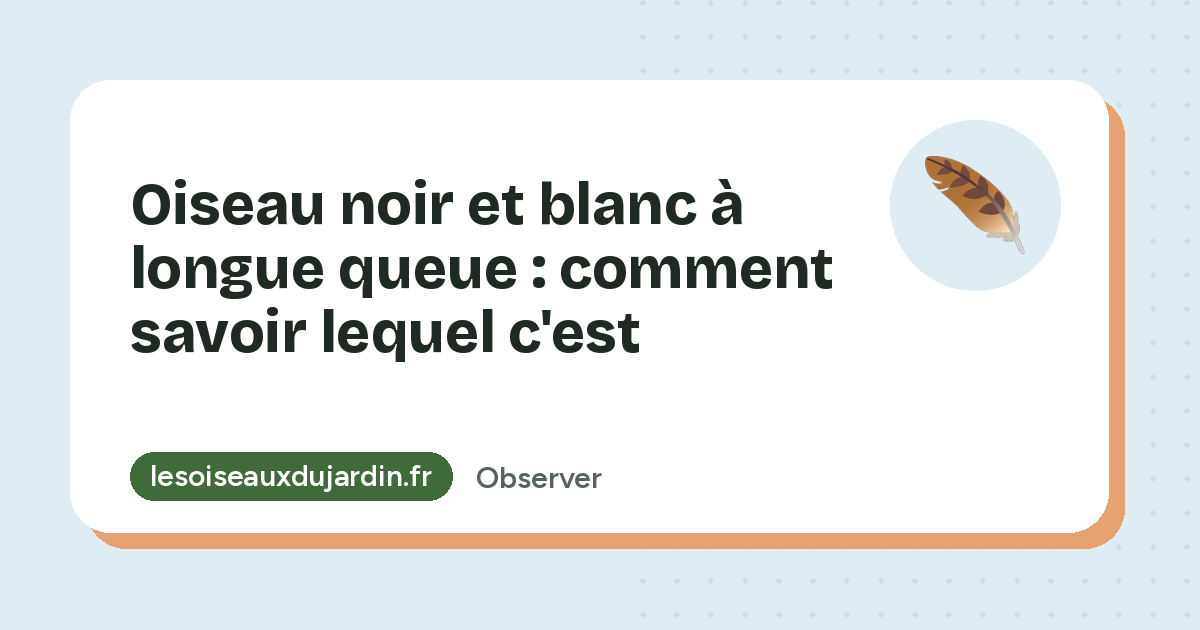 Oiseau noir et blanc à
longue queue : comment
savoir lequel c'est
lesoiseauxdujardin.fr
Observer